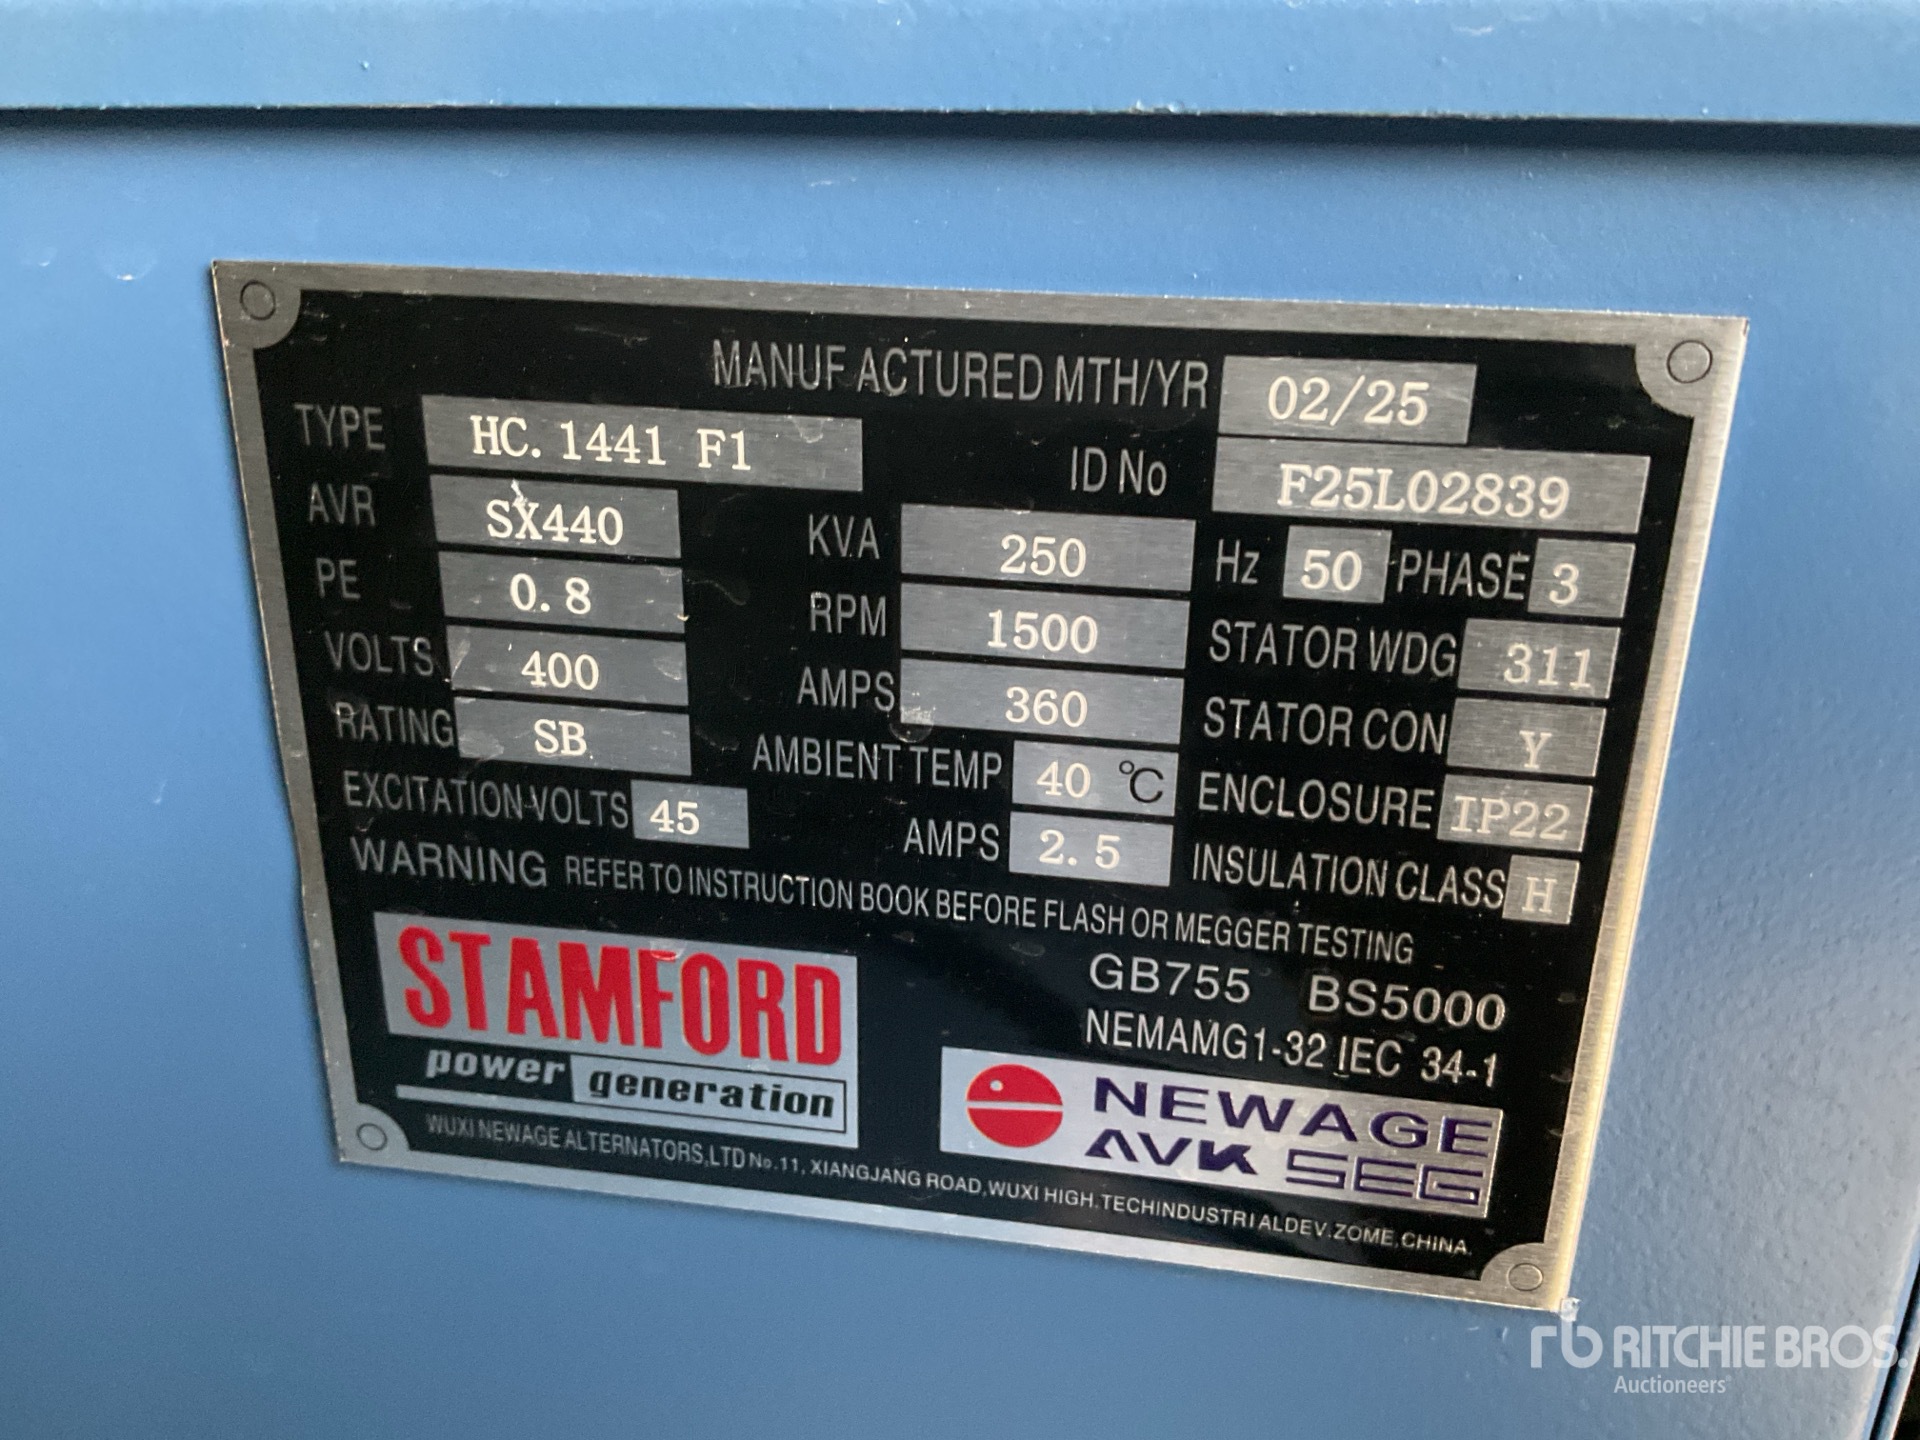 MANUF ACTURED MTH/YR 02/25
TYPE HC. 1441 F1 ID No F25L02839
AVR SX440 KVA 250 Hz 50 PHASE 3
PE 0. 8 RPM 1500 STATOR WDG 311
VOLTS 400 AMPS 360 STATOR CON Y
RATING SB AMBIENT TEMP 40 °C ENCLOSURE IP22
EXCITATION-VOLTS 45 AMPS 2. 5 INSULATION CLASS H
WARNING REFER TO INSTRUCTION BOOK BEFORE FLASH OR MEGGER TESTING
GB755 BS5000
NEMAMG1-32 IEC 34-1
STAMFORD
power generation
NEWAGE
AVK SEG
WUXI NEWAGE ALTERNATORS,LTD No.11, XIANGJANG ROAD,WUXI HIGH.TECHINDUSTRIALDEV.ZOME,CHINA.
rb RITCHIE BROS.
Auctioneers